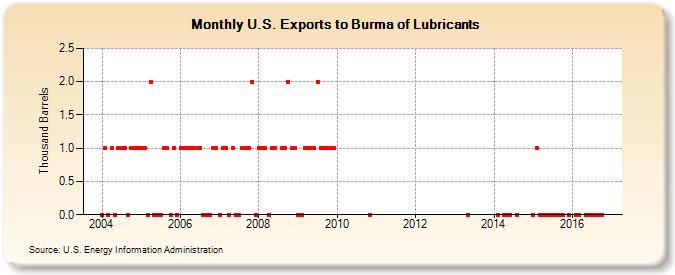 Monthly U.S. Exports to Burma of Lubricants
Thousand Barrels
2.5
2.0
1.5
1.0
0.5
0.0
2004 2006 2008 2010 2012 2014 2016
Source: U.S. Energy Information Administration